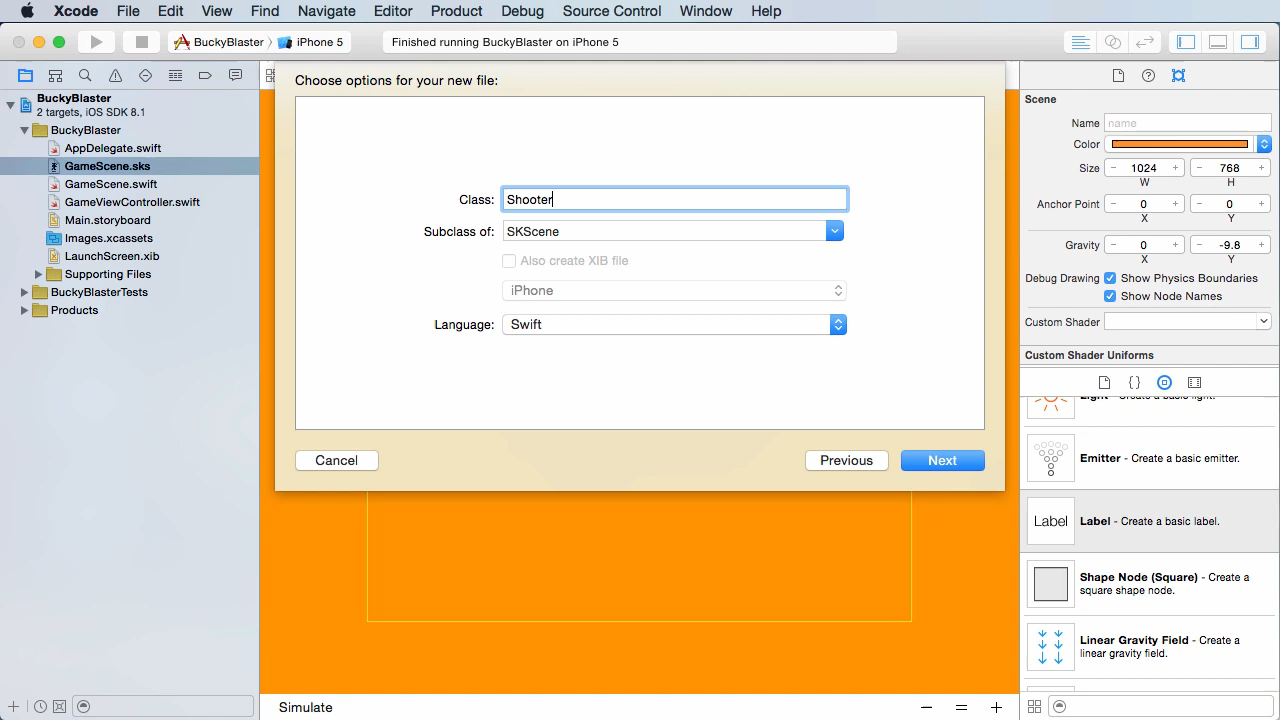 Xcode File Edit View Find Navigate Editor Product Debug Source Control Window Help
BuckyBlaster iPhone 5
Finished running BuckyBlaster on iPhone 5
BuckyBlaster
2 targets, iOS SDK 8.1
BuckyBlaster
AppDelegate.swift
GameScene.sks
GameScene.swift
GameViewController.swift
Main.storyboard
Images.xcassets
LaunchScreen.xib
Supporting Files
BuckyBlasterTests
Products
Choose options for your new file:
Class: Shooter
Subclass of: SKScene
Also create XIB file
iPhone
Language: Swift
Cancel
Previous
Next
Simulate
Scene
Name name
Color
Size 1024 768
W H
Anchor Point 0 0
X Y
Gravity 0 -9.8
X Y
Debug Drawing Show Physics Boundaries
Show Node Names
Custom Shader
Custom Shader Uniforms
Light - Create a basic light.
Emitter - Create a basic emitter.
Label
Label - Create a basic label.
Shape Node (Square) - Create a
square shape node.
Linear Gravity Field - Create a
linear gravity field.